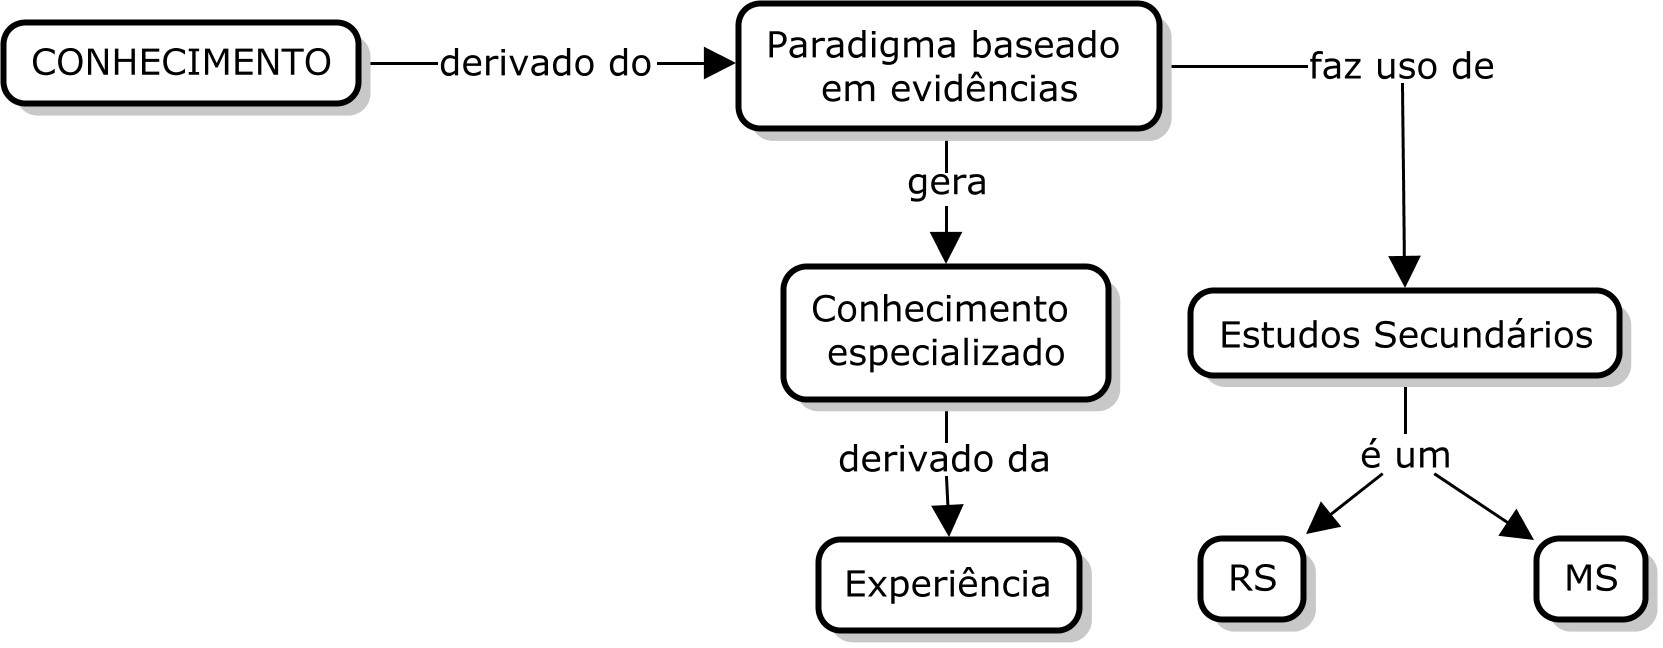 CONHECIMENTO
derivado do
Paradigma baseado
em evidências
faz uso de
gera
Conhecimento
especializado
Estudos Secundários
derivado da
é um
Experiência
RS
MS